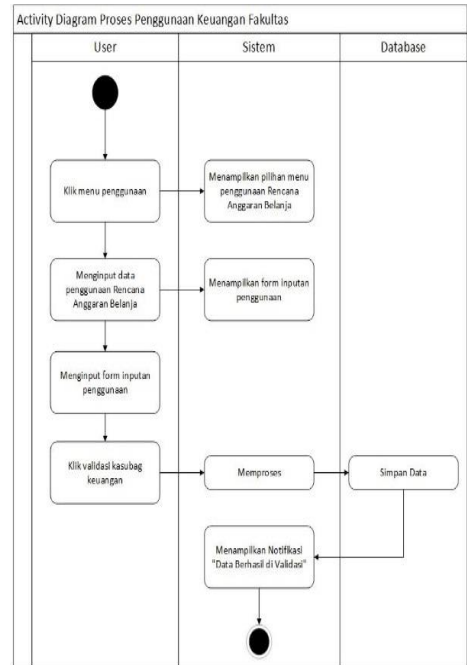 Activity Diagram Proses Penggunaan Keuangan Fakultas
User
Sistem
Database
Klik menu penggunaan
Menampilkan pilihan menu
penggunaan Rencana
Anggaran Belanja
Menginput data
penggunaan Rencana
Anggaran Belanja
Menampilkan form inputan
penggunaan
Menginput form inputan
penggunaan
Klik validasi kasubag
keuangan
Memproses
Simpan Data
Menampilkan Notifikasi
"Data Berhasil di Validasi"